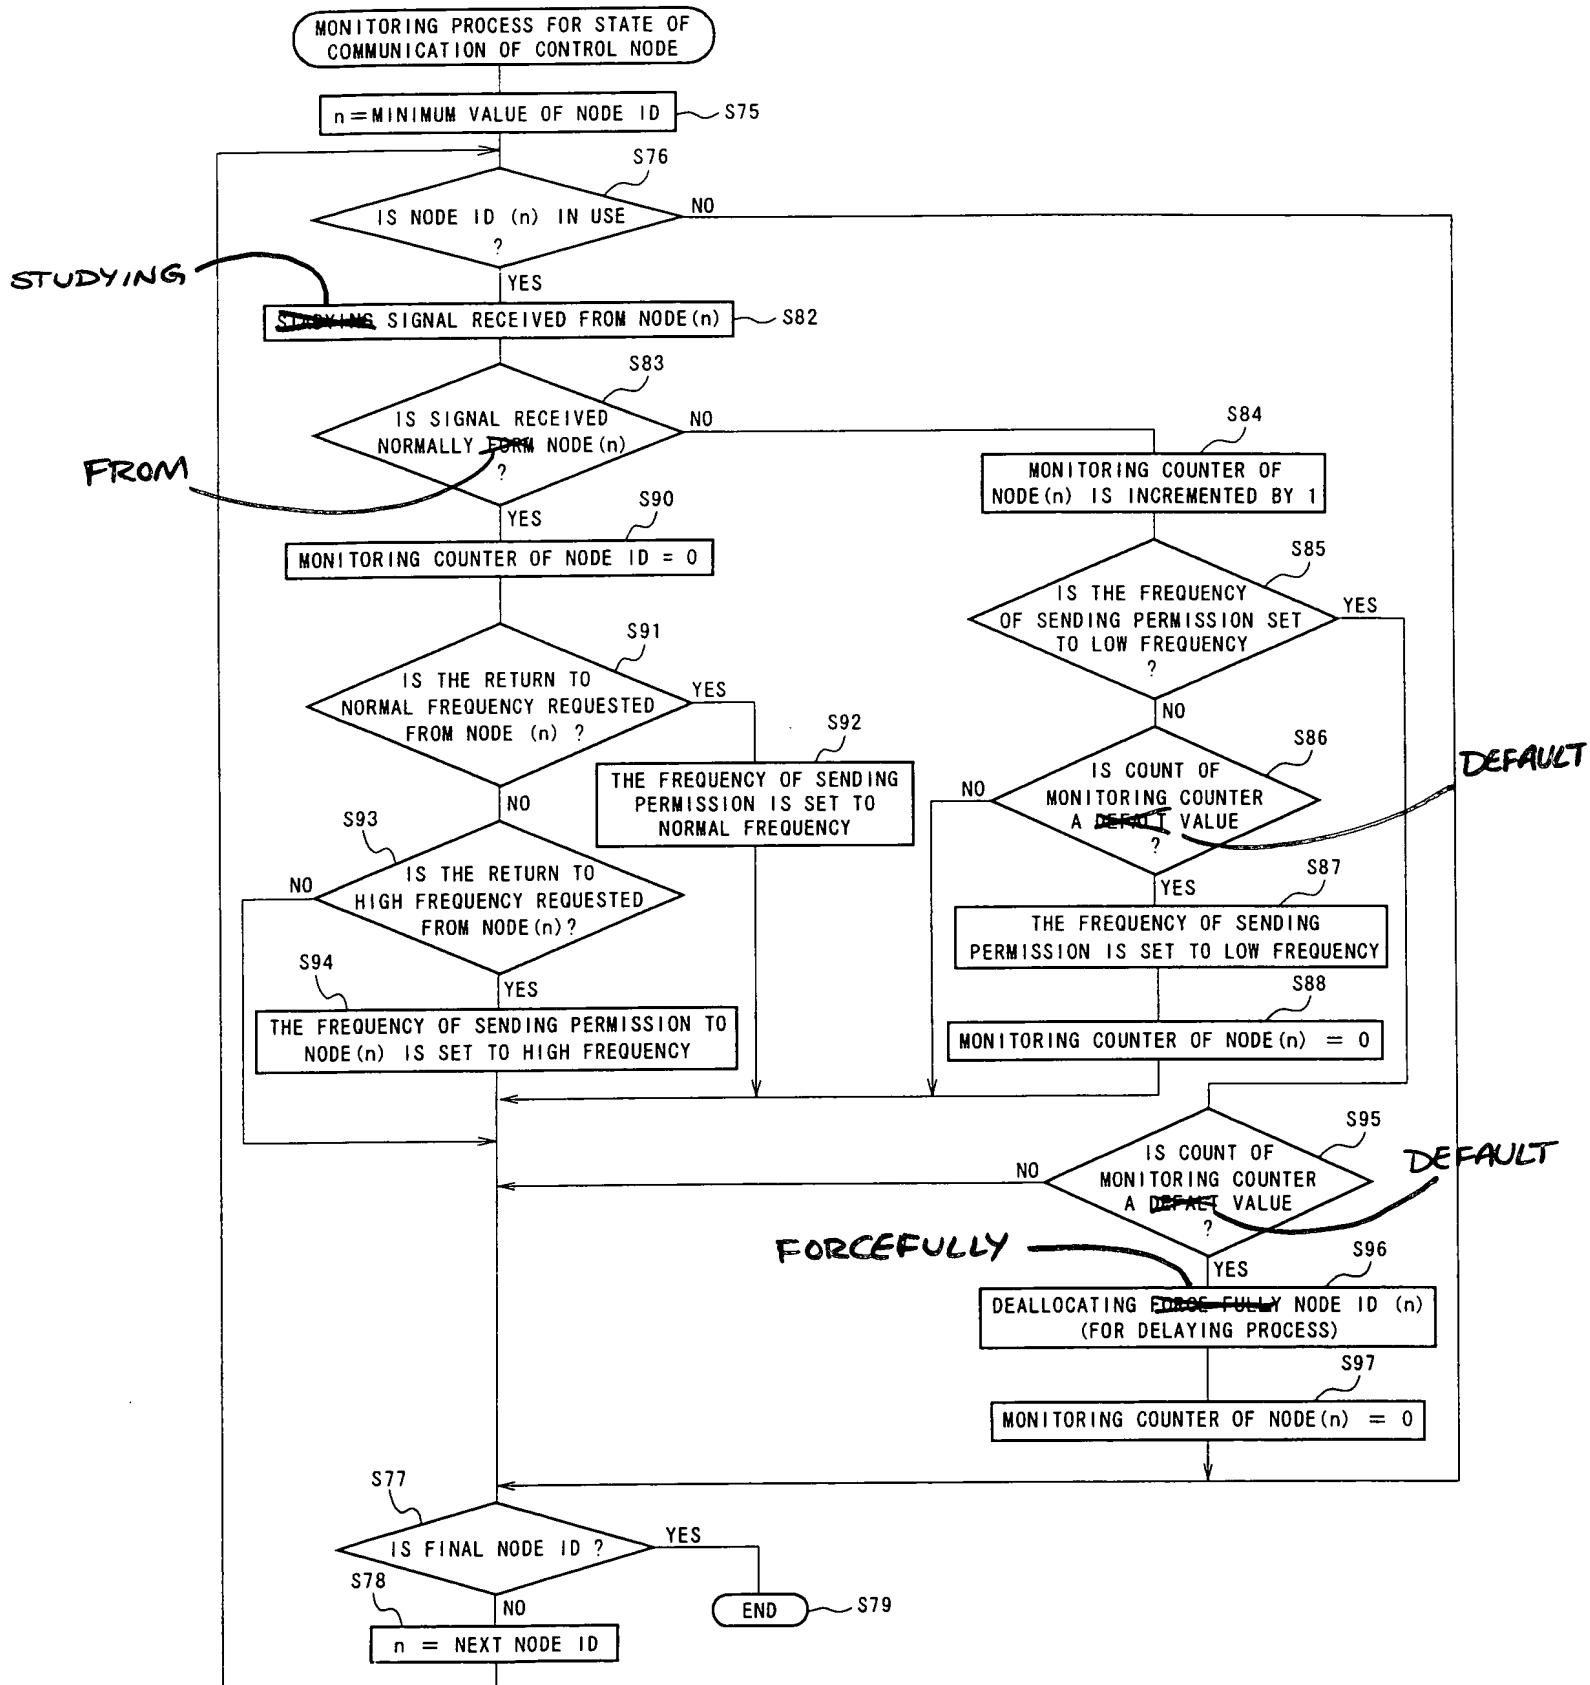 MONITORING PROCESS FOR STATE OF
COMMUNICATION OF CONTROL NODE
n=MINIMUM VALUE OF NODE ID
S75
S76
IS NODE ID (n) IN USE
?
NO
YES
STUDYING
STADYING SIGNAL RECEIVED FROM NODE(n)
S82
S83
IS SIGNAL RECEIVED
NORMALLY FORM NODE(n)
?
NO
FROM
YES
S84
MONITORING COUNTER OF
NODE(n) IS INCREMENTED BY 1
S90
MONITORING COUNTER OF NODE ID = 0
S85
IS THE FREQUENCY
OF SENDING PERMISSION SET
TO LOW FREQUENCY
?
YES
NO
S91
IS THE RETURN TO
NORMAL FREQUENCY REQUESTED
FROM NODE (n) ?
YES
NO
S92
THE FREQUENCY OF SENDING
PERMISSION IS SET TO
NORMAL FREQUENCY
S86
IS COUNT OF
MONITORING COUNTER
A DEFALT VALUE
?
NO
DEFAULT
YES
S93
IS THE RETURN TO
HIGH FREQUENCY REQUESTED
FROM NODE(n)?
NO
YES
S87
THE FREQUENCY OF SENDING
PERMISSION IS SET TO LOW FREQUENCY
S94
THE FREQUENCY OF SENDING PERMISSION TO
NODE(n) IS SET TO HIGH FREQUENCY
S88
MONITORING COUNTER OF NODE(n) = 0
S95
IS COUNT OF
MONITORING COUNTER
A DEFALT VALUE
?
NO
DEFAULT
YES
FORCEFULLY
S96
DEALLOCATING FORCE FULLY NODE ID (n)
(FOR DELAYING PROCESS)
S97
MONITORING COUNTER OF NODE(n) = 0
S77
IS FINAL NODE ID ?
YES
S78
NO
END
S79
n = NEXT NODE ID